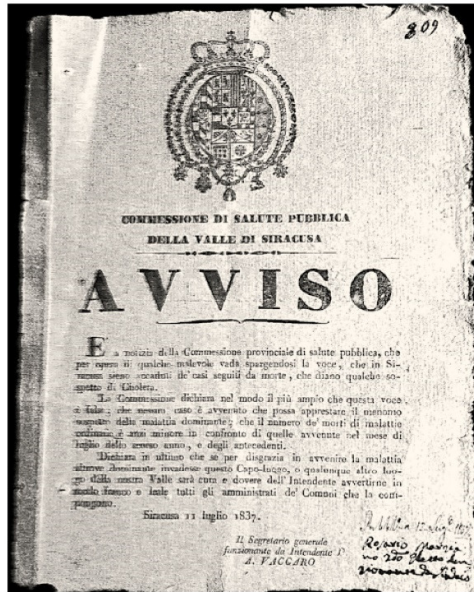 809
COMMESSIONE DI SALUTE PUBBLICA
DELLA VALLE DI SIRACUSA
AVVISO
E' a notizia della Commessione provinciale di salute pubblica, che
per opera di qualche malevole vada spargendosi la voce, che in Si-
racusa sieno accaduti de' casi seguiti da morte, che diano qualche so-
spetto di Cholera.
La Commessione dichiara nel modo il più ampio che questa voce
è falsa, che nessun caso è avvenuto che possa apprestare il menomo
sospetto della malattia dominante; che il numero de' morti di malattie
ordinarie è anzi minore in confronto di quelle avvenute nel mese di
luglio dello scorso anno, e degli antecedenti.
Dichiara in ultimo che se per disgrazia in avvenire la malattia
altrove dominante invadesse questo Capo-luogo, o qualunque altro luo-
go della nostra Valle sarà cura e dovere dell'Intendente avvertirne in
modo franco e leale tutti gli amministrati de' Comuni che la com-
pongono.
Siracusa 11 luglio 1837.
Il Segretario generale
funzionante da Intendente
A. VACCARO